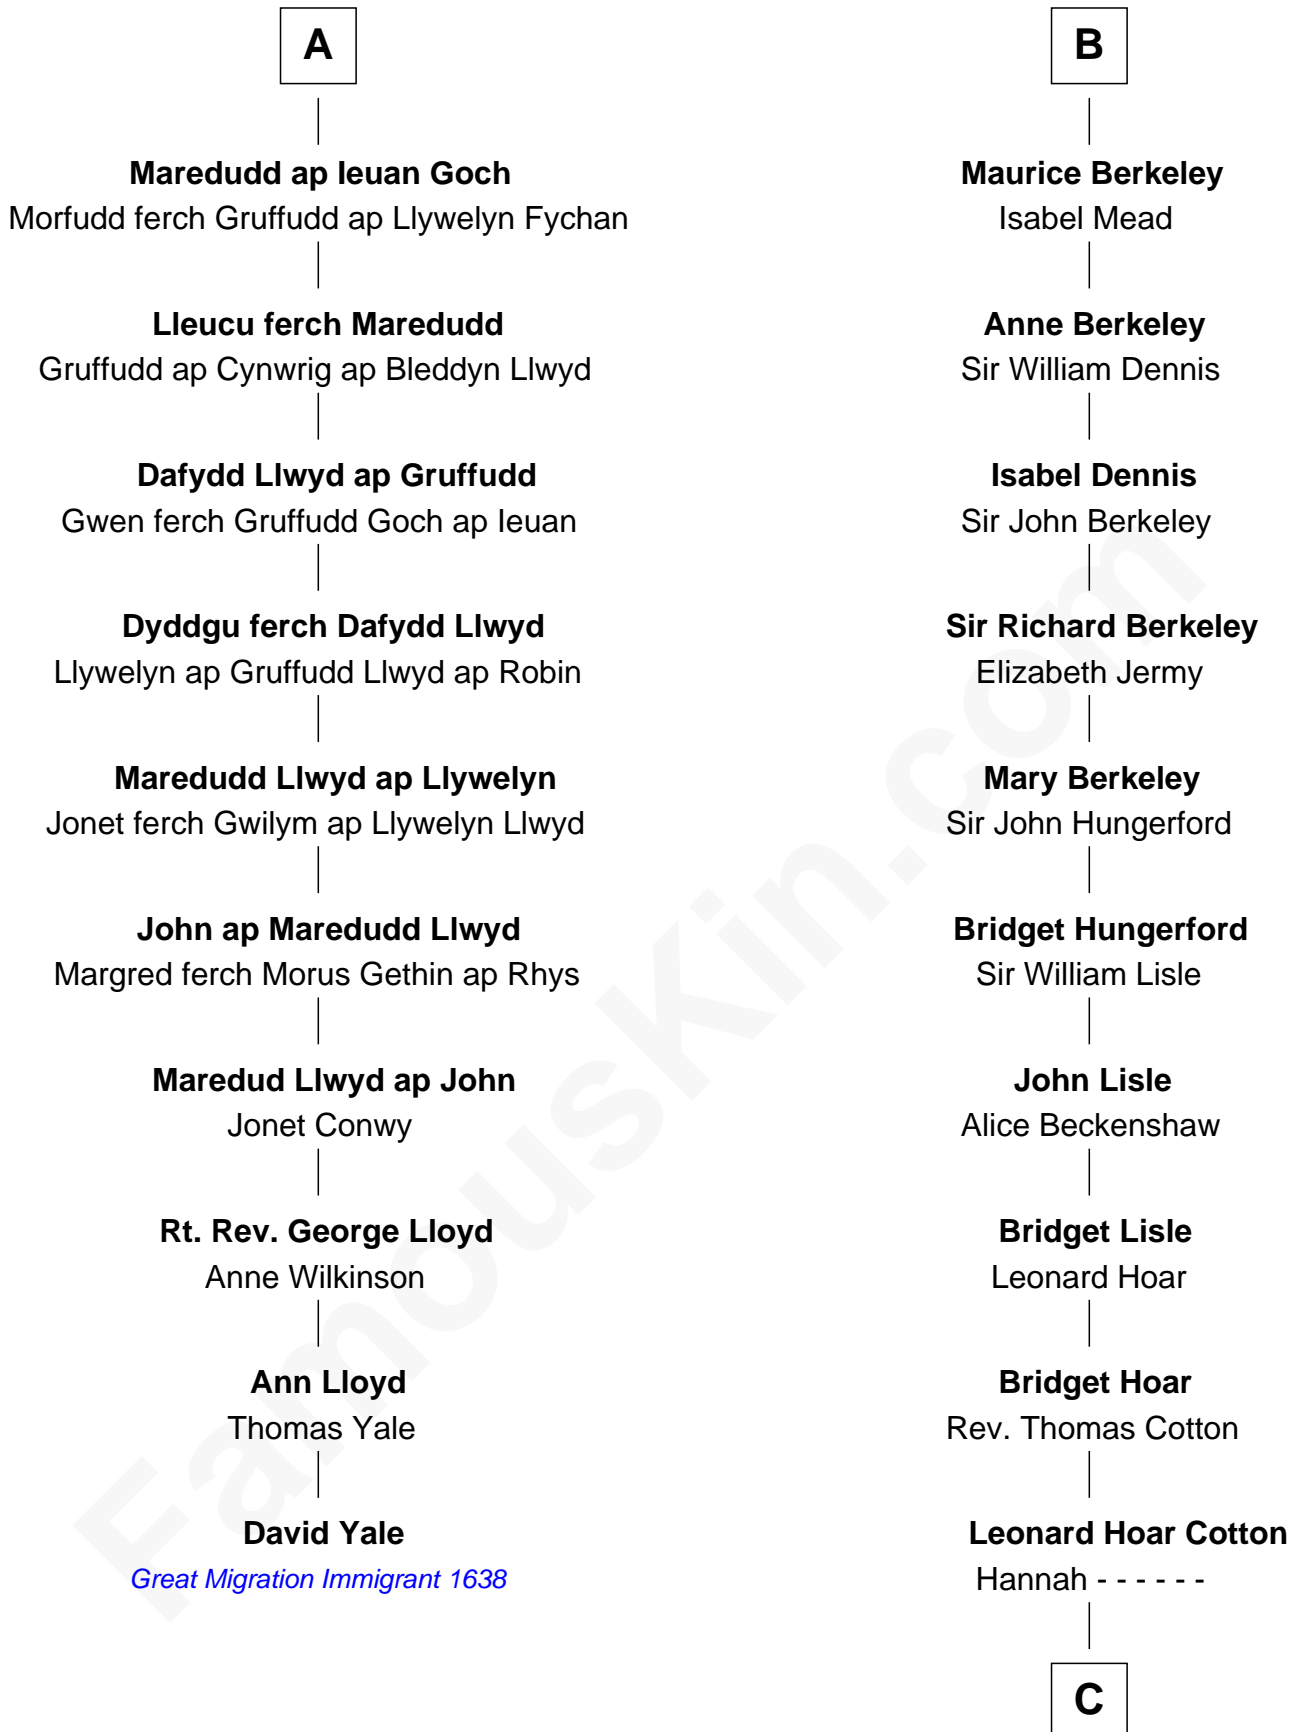 A
Maredudd ap Ieuan Goch
Morfudd ferch Gruffudd ap Llywelyn Fychan
Lleucu ferch Maredudd
Gruffudd ap Cynwrig ap Bleddyn Llwyd
Dafydd Llwyd ap Gruffudd
Gwen ferch Gruffudd Goch ap Ieuan
Dyddgu ferch Dafydd Llwyd
Llywelyn ap Gruffudd Llwyd ap Robin
Maredudd Llwyd ap Llywelyn
Jonet ferch Gwilym ap Llywelyn Llwyd
John ap Maredudd Llwyd
Margred ferch Morus Gethin ap Rhys
Maredud Llwyd ap John
Jonet Conwy
Rt. Rev. George Lloyd
Anne Wilkinson
Ann Lloyd
Thomas Yale
David Yale
Great Migration Immigrant 1638
B
Maurice Berkeley
Isabel Mead
Anne Berkeley
Sir William Dennis
Isabel Dennis
Sir John Berkeley
Sir Richard Berkeley
Elizabeth Jermy
Mary Berkeley
Sir John Hungerford
Bridget Hungerford
Sir William Lisle
John Lisle
Alice Beckenshaw
Bridget Lisle
Leonard Hoar
Bridget Hoar
Rev. Thomas Cotton
Leonard Hoar Cotton
Hannah - - - - - -
C
FamousKin.com